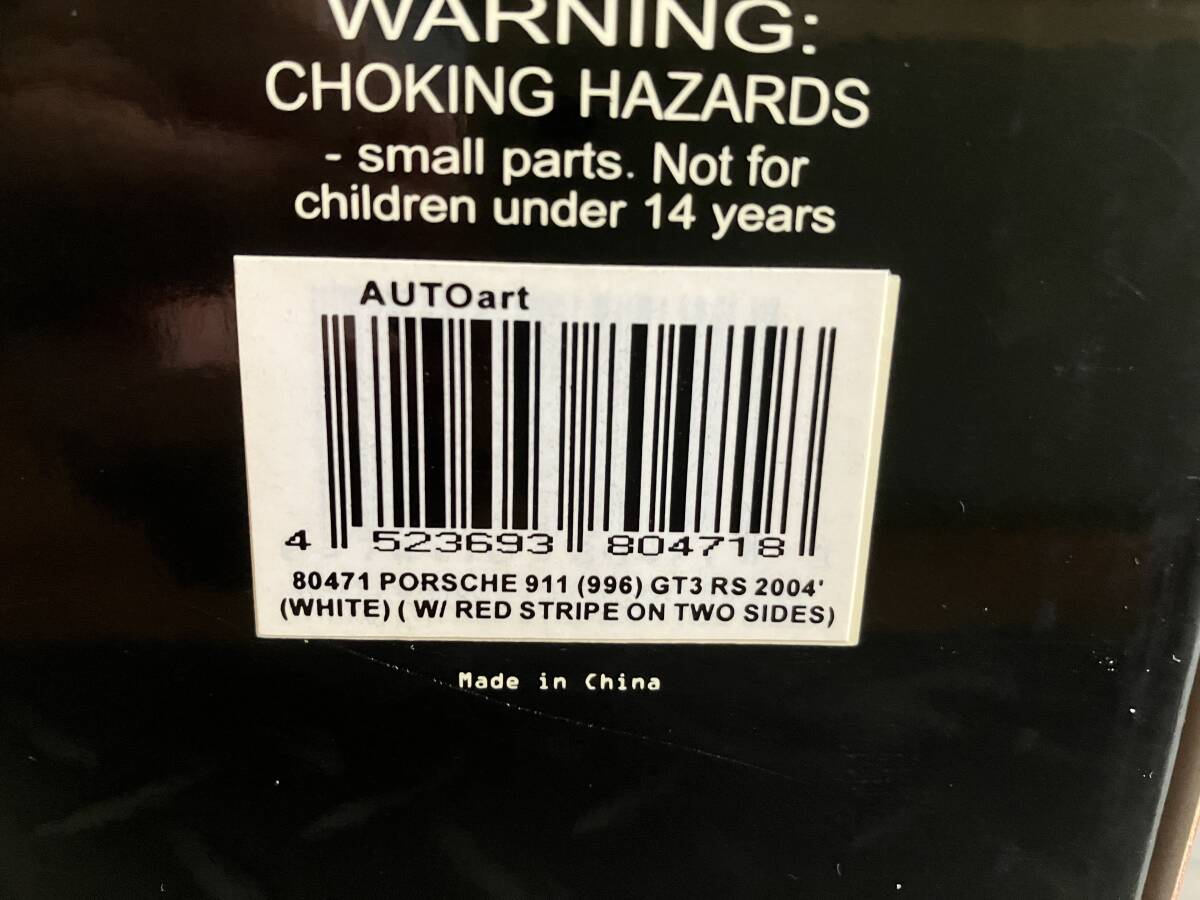 WARNING:
CHOKING HAZARDS
- small parts. Not for
children under 14 years
AUTOart
4 523693 804718
80471 PORSCHE 911 (996) GT3 RS 2004'
(WHITE) ( W/ RED STRIPE ON TWO SIDES)
Made in China